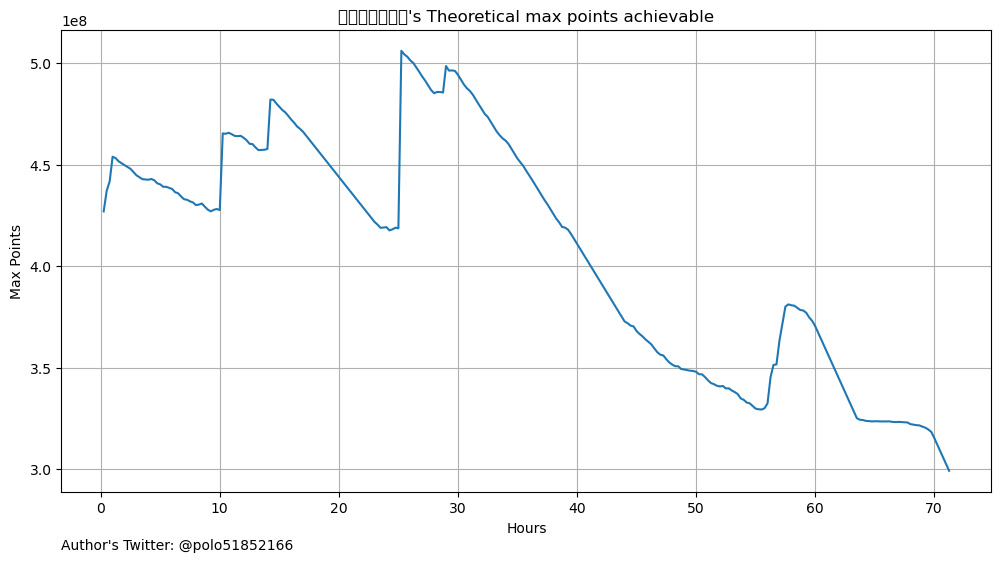 's Theoretical max points achievable
1e8
5.0
4.5
4.0
3.5
3.0
Max Points
0 10 20 30 40 50 60 70
Hours
Author's Twitter: @polo51852166